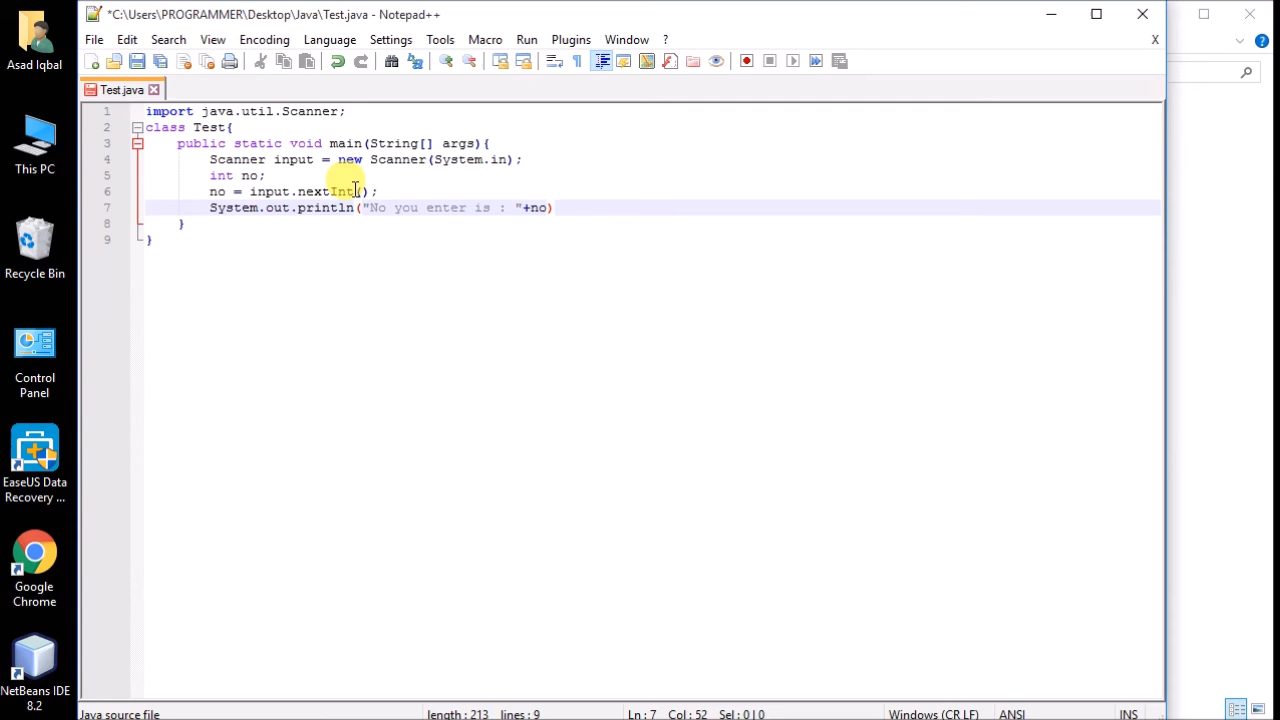 *C:\Users\PROGRAMMER\Desktop\Java\Test.java - Notepad++
File Edit Search View Encoding Language Settings Tools Macro Run Plugins Window ? X
Test.java
1 import java.util.Scanner;
2 class Test{
3 public static void main(String[] args){
4 Scanner input = new Scanner(System.in);
5 int no;
6 no = input.nextInt();
7 System.out.println("No you enter is : "+no)
8 }
9 }
Java source file length : 213 lines : 9 Ln : 7 Col : 52 Sel : 0 | 0 Windows (CR LF) ANSI INS
Asad Iqbal
This PC
Recycle Bin
Control
Panel
EaseUS Data
Recovery ...
Google
Chrome
NetBeans IDE
8.2